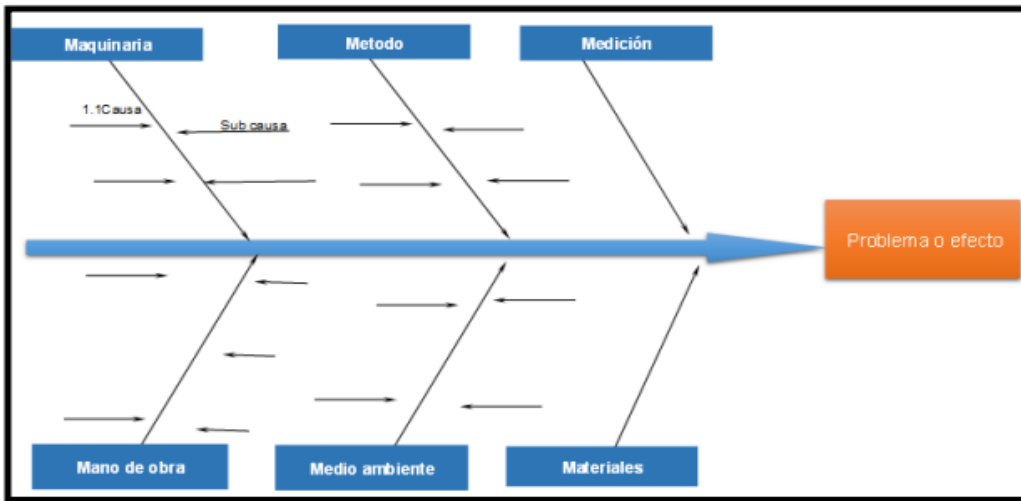 Maquinaria
Metodo
Medición
1.1Causa
Sub causa
Problema o efecto
Mano de obra
Medio ambiente
Materiales